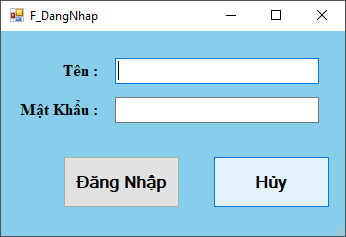 F_DangNhap
Tên :
Mật Khẩu :
Đăng Nhập
Hủy